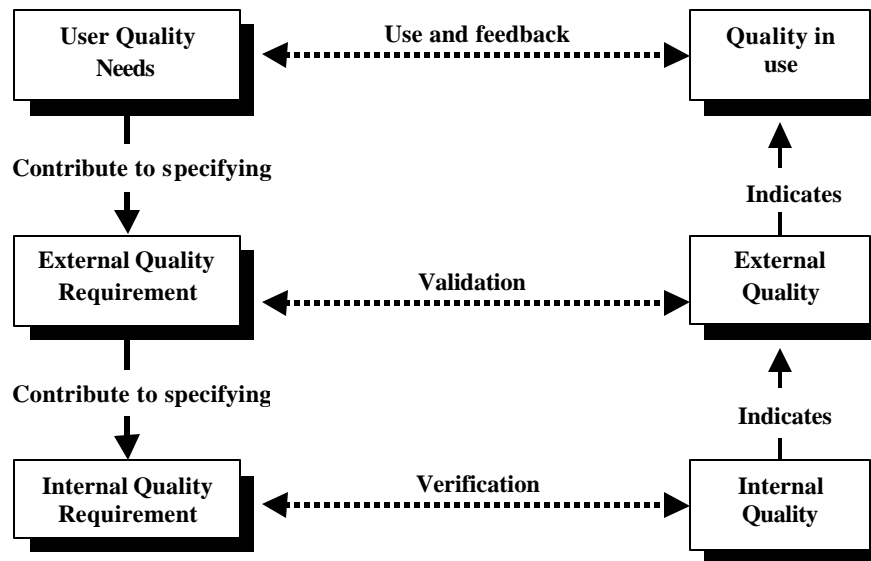 User Quality
Needs
Use and feedback
Quality in
use
Contribute to specifying
Indicates
External Quality
Requirement
Validation
External
Quality
Contribute to specifying
Indicates
Internal Quality
Requirement
Verification
Internal
Quality